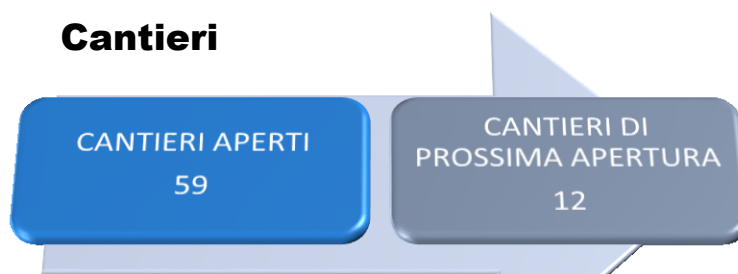 Cantieri
CANTIERI APERTI
59
CANTIERI DI
PROSSIMA APERTURA
12